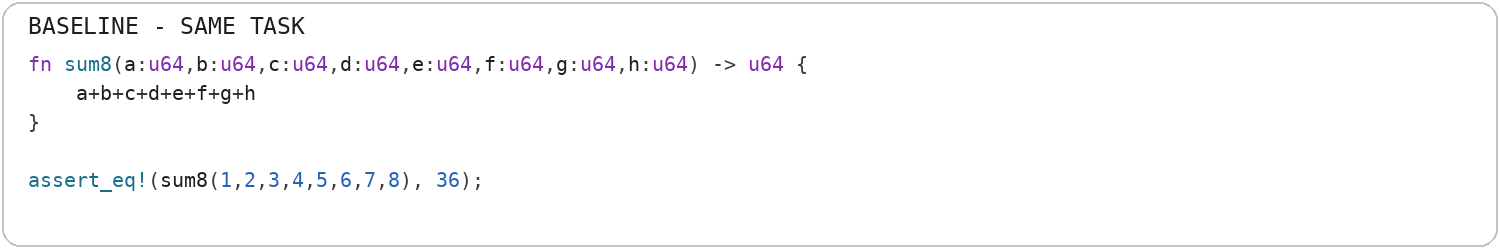 BASELINE - SAME TASK
fn sum8(a:u64,b:u64,c:u64,d:u64,e:u64,f:u64,g:u64,h:u64) -> u64 {
    a+b+c+d+e+f+g+h
}
assert_eq!(sum8(1,2,3,4,5,6,7,8), 36);